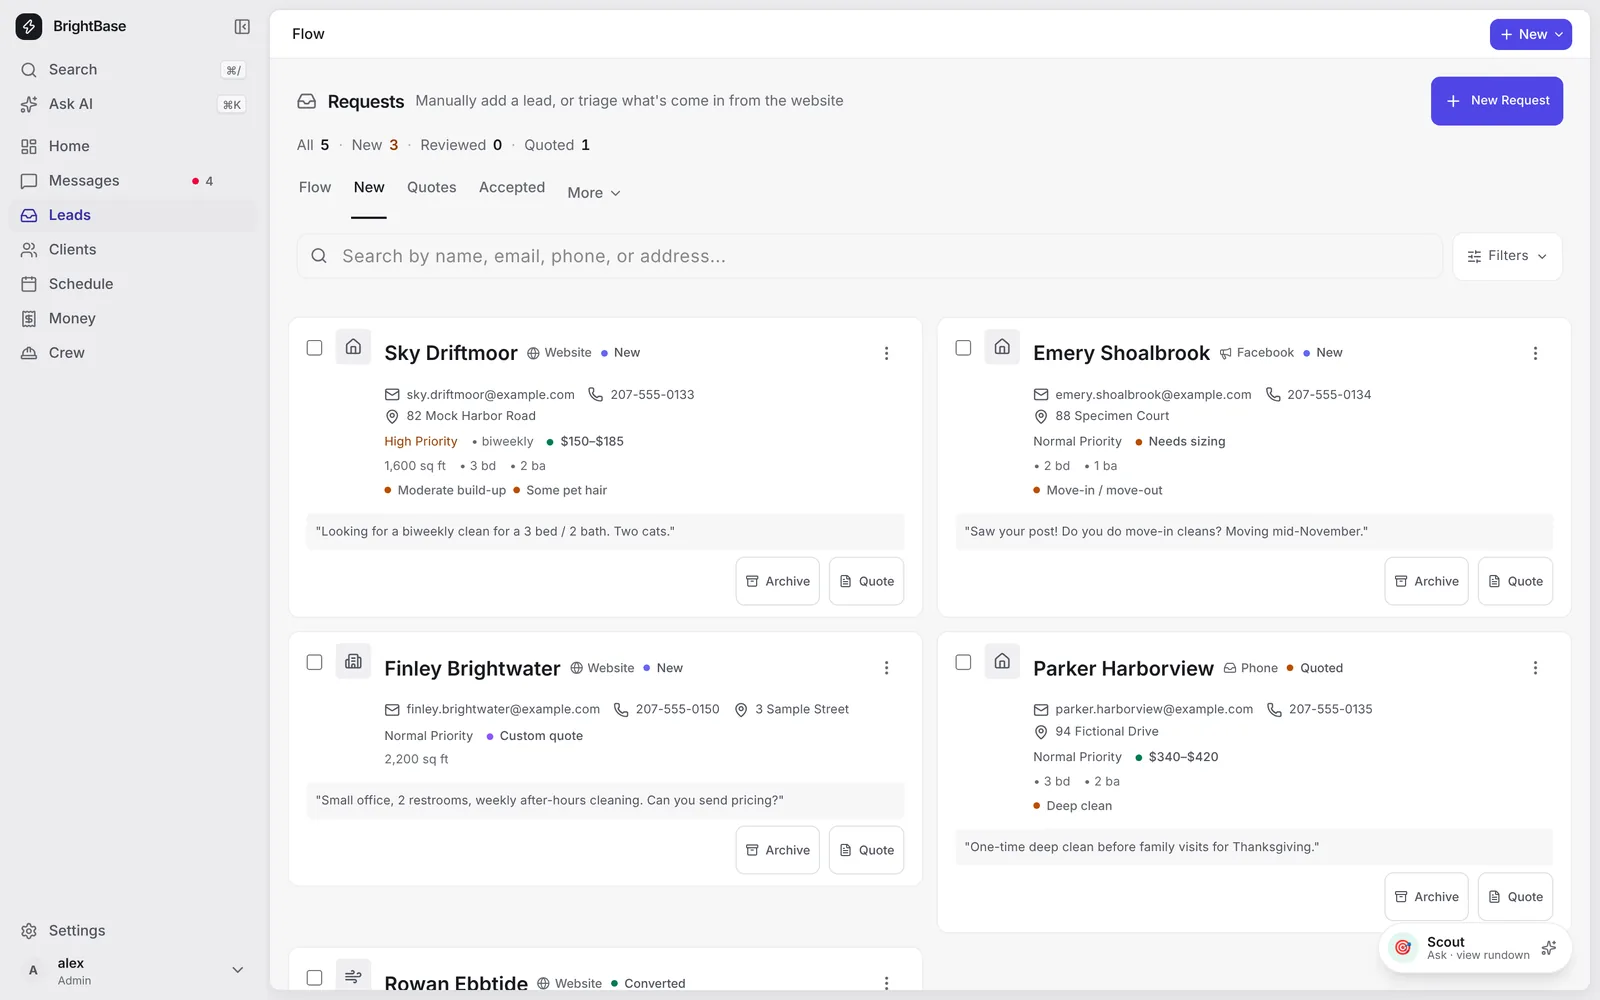 BrightBase
Search ⌘/
Ask AI ⌘K
Home
Messages 4
Leads
Clients
Schedule
Money
Crew
Settings
A alex
Admin
Flow
+ New
Requests Manually add a lead, or triage what's come in from the website
+ New Request
All 5 · New 3 · Reviewed 0 · Quoted 1
Flow New Quotes Accepted More
Search by name, email, phone, or address...
Filters
Sky Driftmoor Website • New
sky.driftmoor@example.com 207-555-0133
82 Mock Harbor Road
High Priority • biweekly • $150–$185
1,600 sq ft • 3 bd • 2 ba
• Moderate build-up • Some pet hair
"Looking for a biweekly clean for a 3 bed / 2 bath. Two cats."
Archive Quote
Emery Shoalbrook Facebook • New
emery.shoalbrook@example.com 207-555-0134
88 Specimen Court
Normal Priority • Needs sizing
• 2 bd • 1 ba
• Move-in / move-out
"Saw your post! Do you do move-in cleans? Moving mid-November."
Archive Quote
Finley Brightwater Website • New
finley.brightwater@example.com 207-555-0150 3 Sample Street
Normal Priority • Custom quote
2,200 sq ft
"Small office, 2 restrooms, weekly after-hours cleaning. Can you send pricing?"
Archive Quote
Parker Harborview Phone • Quoted
parker.harborview@example.com 207-555-0135
94 Fictional Drive
Normal Priority • $340–$420
• 3 bd • 2 ba
• Deep clean
"One-time deep clean before family visits for Thanksgiving."
Archive Quote
Rowan Ebbtide Website • Converted
Scout
Ask · view rundown